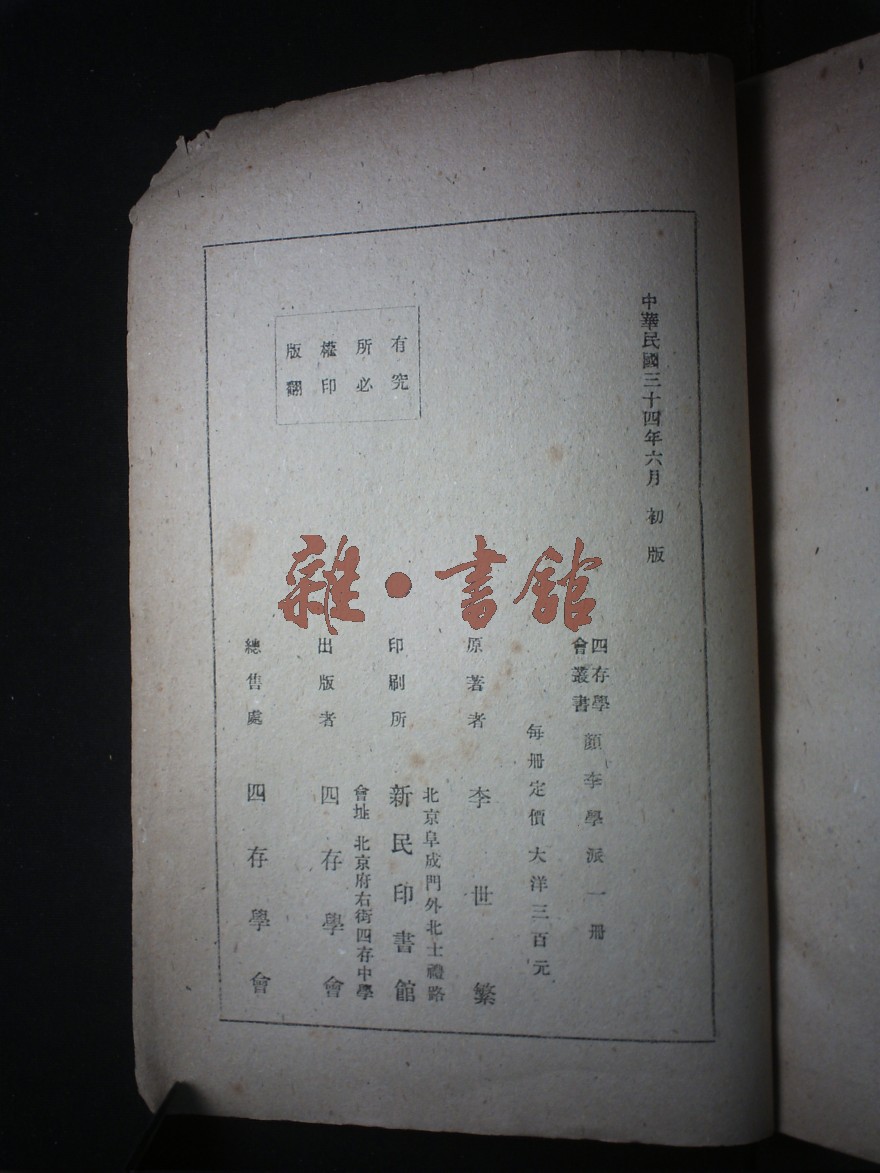 中華民國三十四年六月 初版
四存學會叢書 顏李學派一冊
每冊定價大洋三百元
原著者 李世繁
北京阜成門外北士禮路
印刷所 新民印書館
會址 北京府右街四存中學
出版者 四存學會
總售處 四存學會
有究
所必
權印
版翻
雜·書館